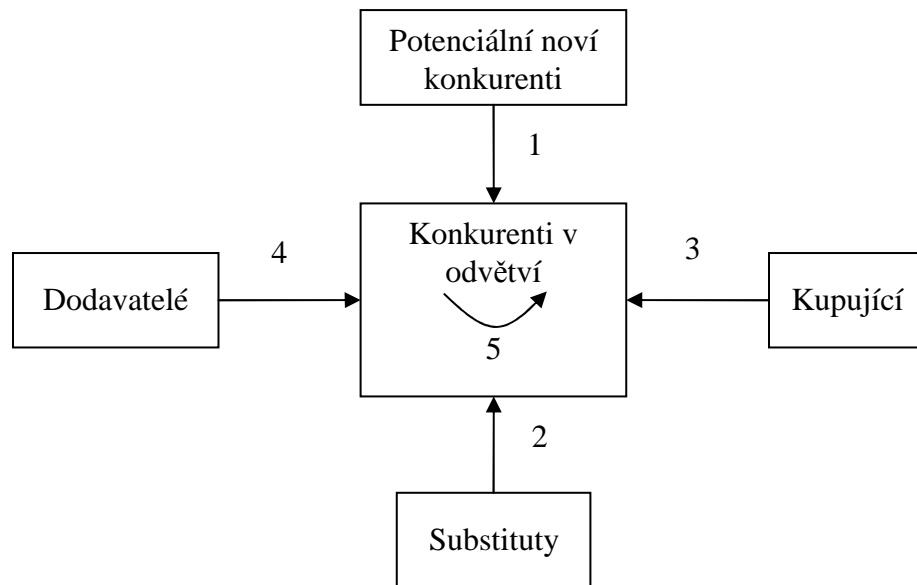 Potenciální noví
konkurenti
1
Konkurenti v
odvětví
4
3
Dodavatelé
Kupující
5
2
Substituty